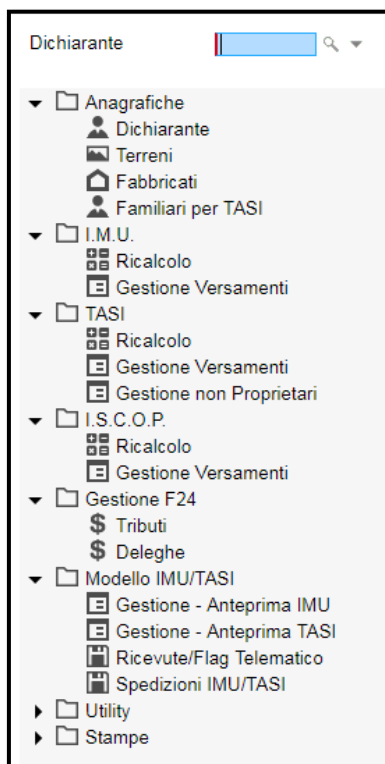 Dichiarante
Anagrafiche
Dichiarante
Terreni
Fabbricati
Familiari per TASI
I.M.U.
Ricalcolo
Gestione Versamenti
TASI
Ricalcolo
Gestione Versamenti
Gestione non Proprietari
I.S.C.O.P.
Ricalcolo
Gestione Versamenti
Gestione F24
Tributi
Deleghe
Modello IMU/TASI
Gestione - Anteprima IMU
Gestione - Anteprima TASI
Ricevute/Flag Telematico
Spedizioni IMU/TASI
Utility
Stampe